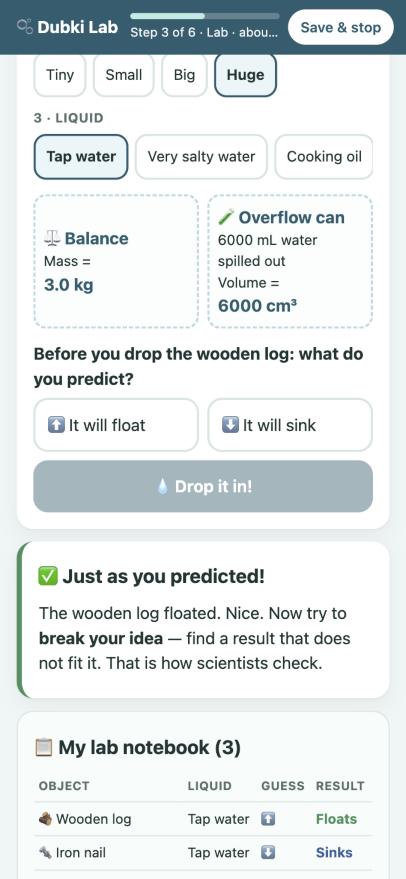 Dubki Lab
Step 3 of 6 · Lab · abou...
Save & stop
Tiny
Small
Big
Huge
3 · LIQUID
Tap water
Very salty water
Cooking oil
Balance
Mass =
3.0 kg
Overflow can
6000 mL water
spilled out
Volume =
6000 cm³
Before you drop the wooden log: what do
you predict?
It will float
It will sink
Drop it in!
Just as you predicted!
The wooden log floated. Nice. Now try to
break your idea — find a result that does
not fit it. That is how scientists check.
My lab notebook (3)
OBJECT LIQUID GUESS RESULT
Wooden log Tap water Floats
Iron nail Tap water Sinks